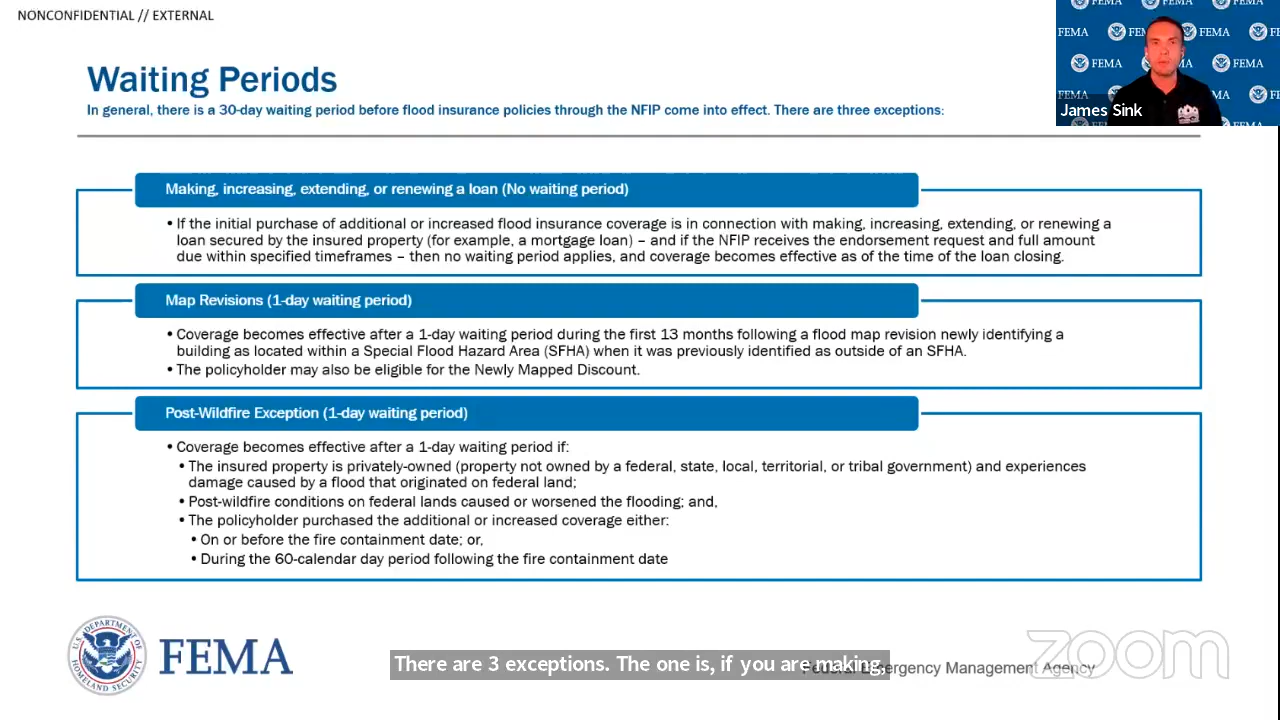 NONCONFIDENTIAL // EXTERNAL
Waiting Periods
In general, there is a 30-day waiting period before flood insurance policies through the NFIP come into effect. There are three exceptions:
FEMA
FEMA
FEMA
FEMA
FEMA
FEMA
James Sink
Making, increasing, extending, or renewing a loan (No waiting period)
• If the initial purchase of additional or increased flood insurance coverage is in connection with making, increasing, extending, or renewing a
loan secured by the insured property (for example, a mortgage loan) – and if the NFIP receives the endorsement request and full amount
due within specified timeframes – then no waiting period applies, and coverage becomes effective as of the time of the loan closing.
Map Revisions (1-day waiting period)
• Coverage becomes effective after a 1-day waiting period during the first 13 months following a flood map revision newly identifying a
building as located within a Special Flood Hazard Area (SFHA) when it was previously identified as outside of an SFHA.
• The policyholder may also be eligible for the Newly Mapped Discount.
Post-Wildfire Exception (1-day waiting period)
• Coverage becomes effective after a 1-day waiting period if:
• The insured property is privately-owned (property not owned by a federal, state, local, territorial, or tribal government) and experiences
damage caused by a flood that originated on federal land;
• Post-wildfire conditions on federal lands caused or worsened the flooding; and,
• The policyholder purchased the additional or increased coverage either:
• On or before the fire containment date; or,
• During the 60-calendar day period following the fire containment date
U.S. DEPARTMENT OF HOMELAND SECURITY
FEMA
There are 3 exceptions. The one is, if you are making,
Emergency Management Agency
zoom